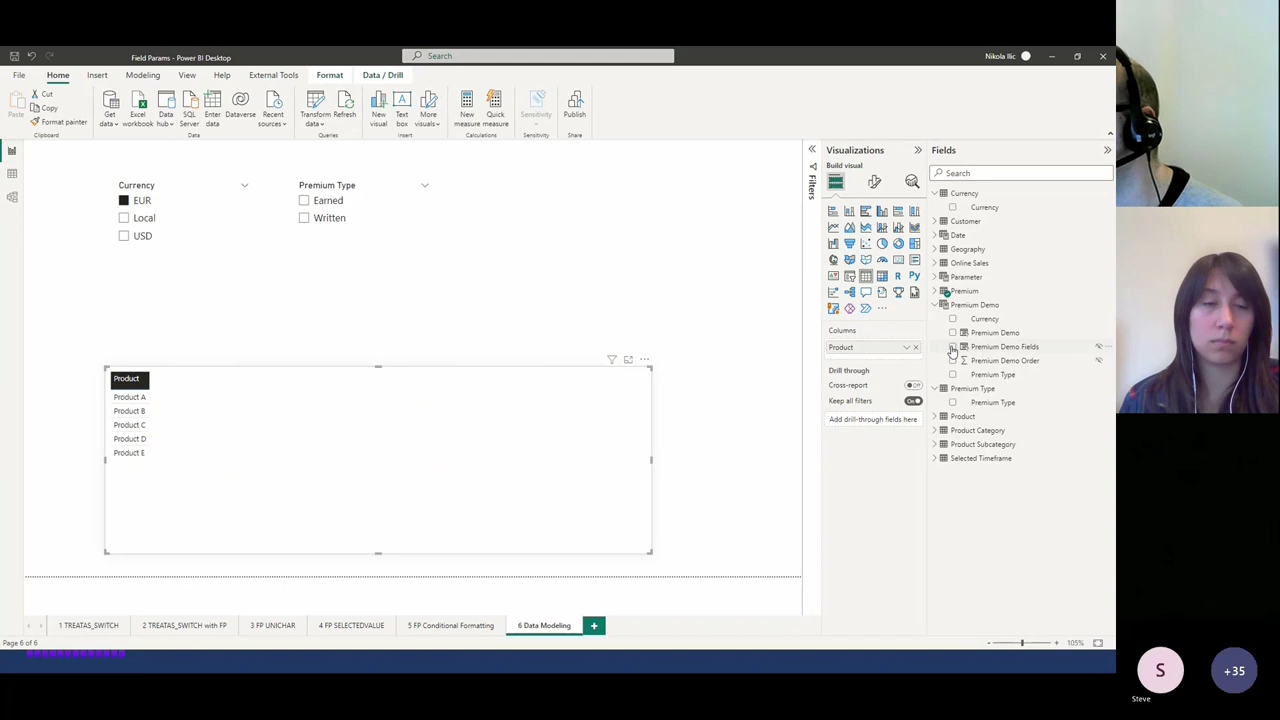 Field Params - Power BI Desktop
Search
Nikola Ilic
File Home Insert Modeling View Help External Tools Format Data / Drill
Paste
Cut
Copy
Format painter
Get data
Excel workbook
Data hub
SQL Server
Enter data
Dataverse
Recent sources
Transform data
Refresh
New visual
Text box
More visuals
New measure
Quick measure
Sensitivity
Publish
Clipboard
Data
Queries
Insert
Calculations
Sensitivity
Share
Currency
EUR
Local
USD
Premium Type
Earned
Written
Product
Product A
Product B
Product C
Product D
Product E
Filters
Visualizations
Build visual
R
Py
Columns
Product
Drill through
Cross-report
Off
Keep all filters
On
Add drill-through fields here
Fields
Search
Currency
Currency
Customer
Date
Geography
Online Sales
Parameter
Premium
Premium Demo
Currency
Premium Demo
Premium Demo Fields
Premium Demo Order
Premium Type
Premium Type
Premium Type
Product
Product Category
Product Subcategory
Selected Timeframe
1 TREATAS_SWITCH
2 TREATAS_SWITCH with FP
3 FP UNICHAR
4 FP SELECTEDVALUE
5 FP Conditional Formatting
6 Data Modeling
Page 6 of 6
105%
S
Steve
+35